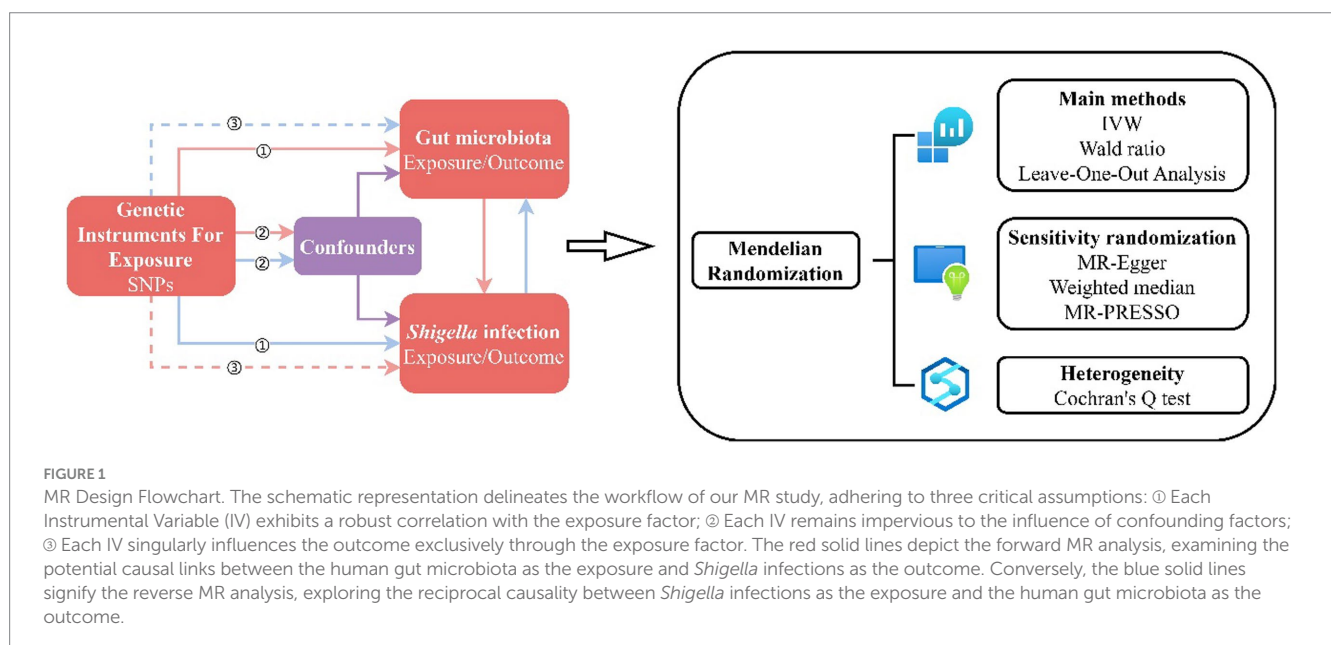 ③
Gut microbiota
Exposure/Outcome
①
Genetic
Instruments For
Exposure
SNPs
②
②
Confounders
Shigella infection
Exposure/Outcome
①
③
Mendelian
Randomization
Main methods
IVW
Wald ratio
Leave-One-Out Analysis
Sensitivity randomization
MR-Egger
Weighted median
MR-PRESSO
Heterogeneity
Cochran's Q test
FIGURE 1
MR Design Flowchart. The schematic representation delineates the workflow of our MR study, adhering to three critical assumptions: ① Each
Instrumental Variable (IV) exhibits a robust correlation with the exposure factor; ② Each IV remains impervious to the influence of confounding factors;
③ Each IV singularly influences the outcome exclusively through the exposure factor. The red solid lines depict the forward MR analysis, examining the
potential causal links between the human gut microbiota as the exposure and Shigella infections as the outcome. Conversely, the blue solid lines
signify the reverse MR analysis, exploring the reciprocal causality between Shigella infections as the exposure and the human gut microbiota as the
outcome.